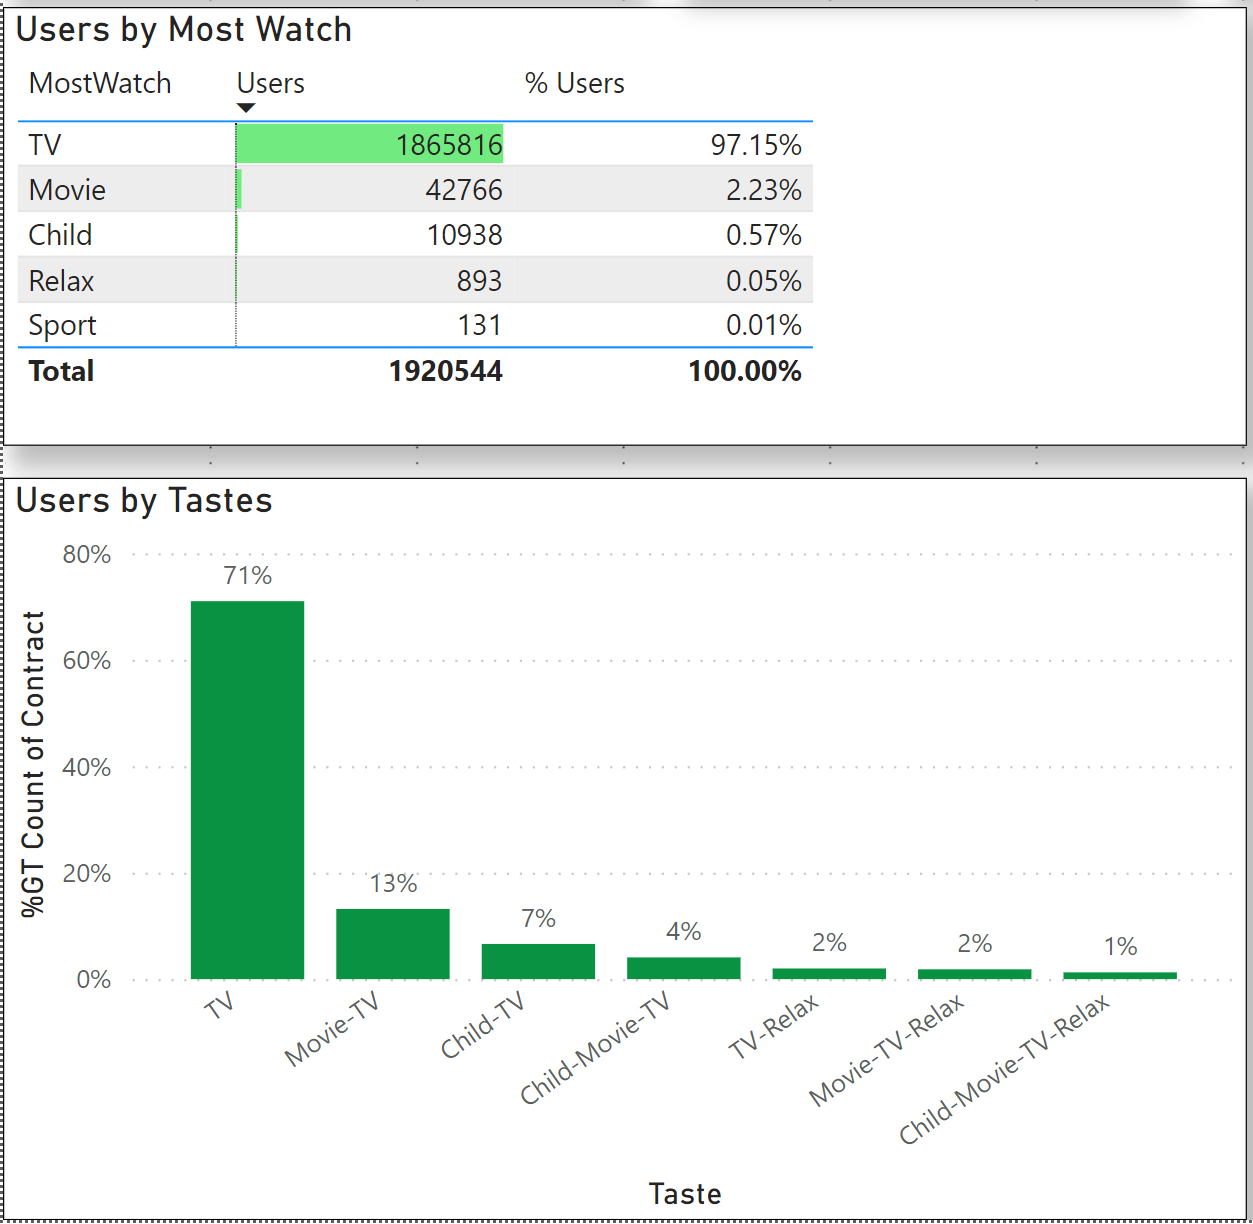 Users by Most Watch
MostWatch Users % Users
TV 1865816 97.15%
Movie 42766 2.23%
Child 10938 0.57%
Relax 893 0.05%
Sport 131 0.01%
Total 1920544 100.00%
Users by Tastes
%GT Count of Contract
80%
60%
40%
20%
0%
71%
13%
7%
4%
2%
2%
1%
TV
Movie-TV
Child-TV
Child-Movie-TV
TV-Relax
Movie-TV-Relax
Child-Movie-TV-Relax
Taste